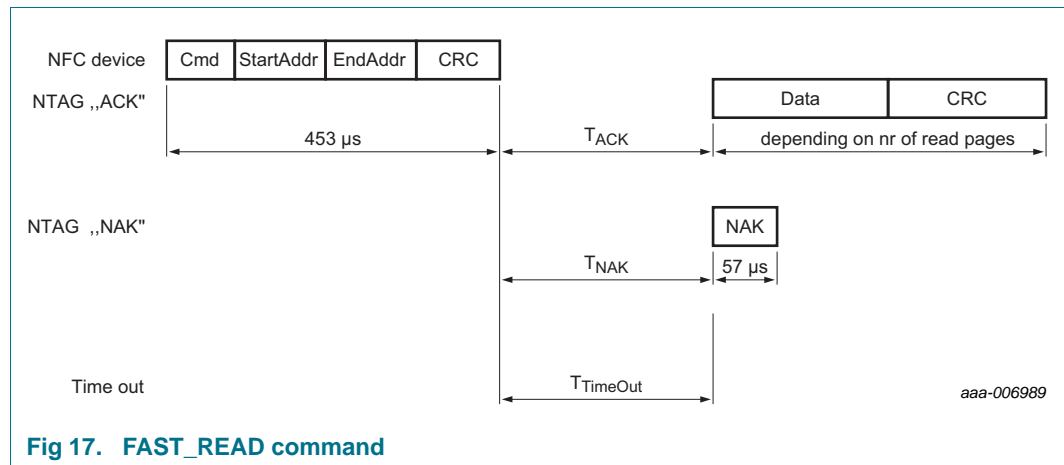 NFC device Cmd StartAddr EndAddr CRC
NTAG ,,ACK" Data CRC
453 µs TACK depending on nr of read pages
NTAG ,,NAK" NAK
TNAK 57 µs
Time out TTimeOut aaa-006989
Fig 17. FAST_READ command